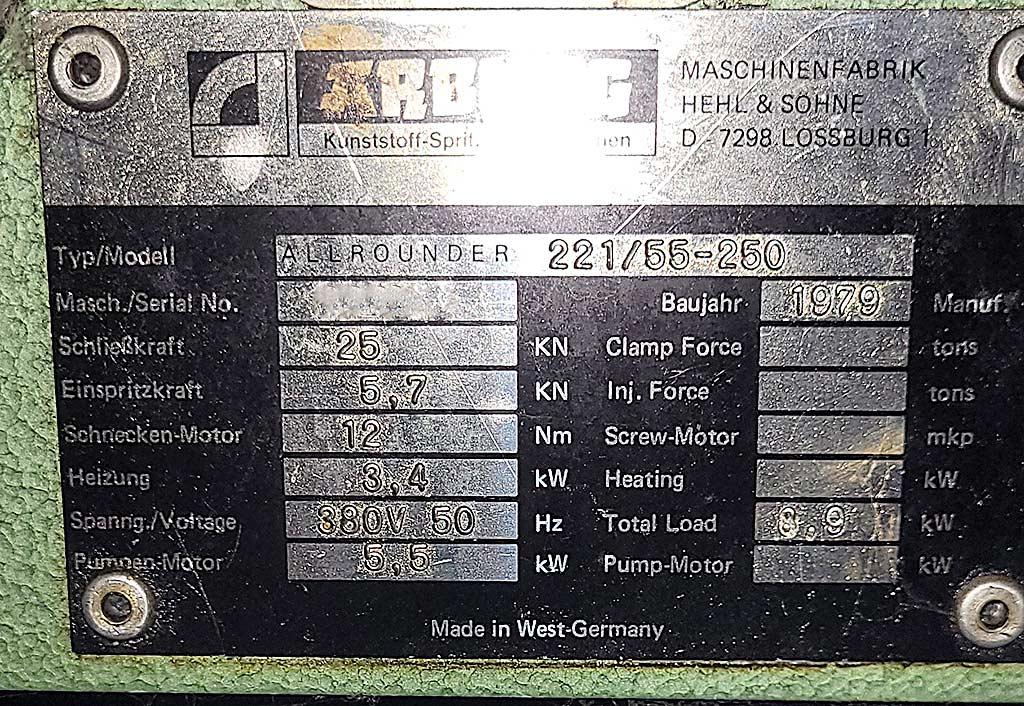 MASCHINENFABRIK
HEHL & SÖHNE
Kunststoff-
D-7298 LOSSBURG 1
Typ/Modell ALLROUNDER 221/55-250
Masch./Serial No. Baujahr 1979 Manuf.
Schließkraft 25 KN Clamp Force tons
Einspritzkraft 5,7 KN Inj. Force tons
Schnecken-Motor 12 Nm Screw-Motor mkp
Heizung 3,4 kW Heating kW
Spanng./Voltage 380V 50 Hz Total Load 8.9 kW
Pumpen-Motor 5,5 kW Pump-Motor kW
Made in West-Germany